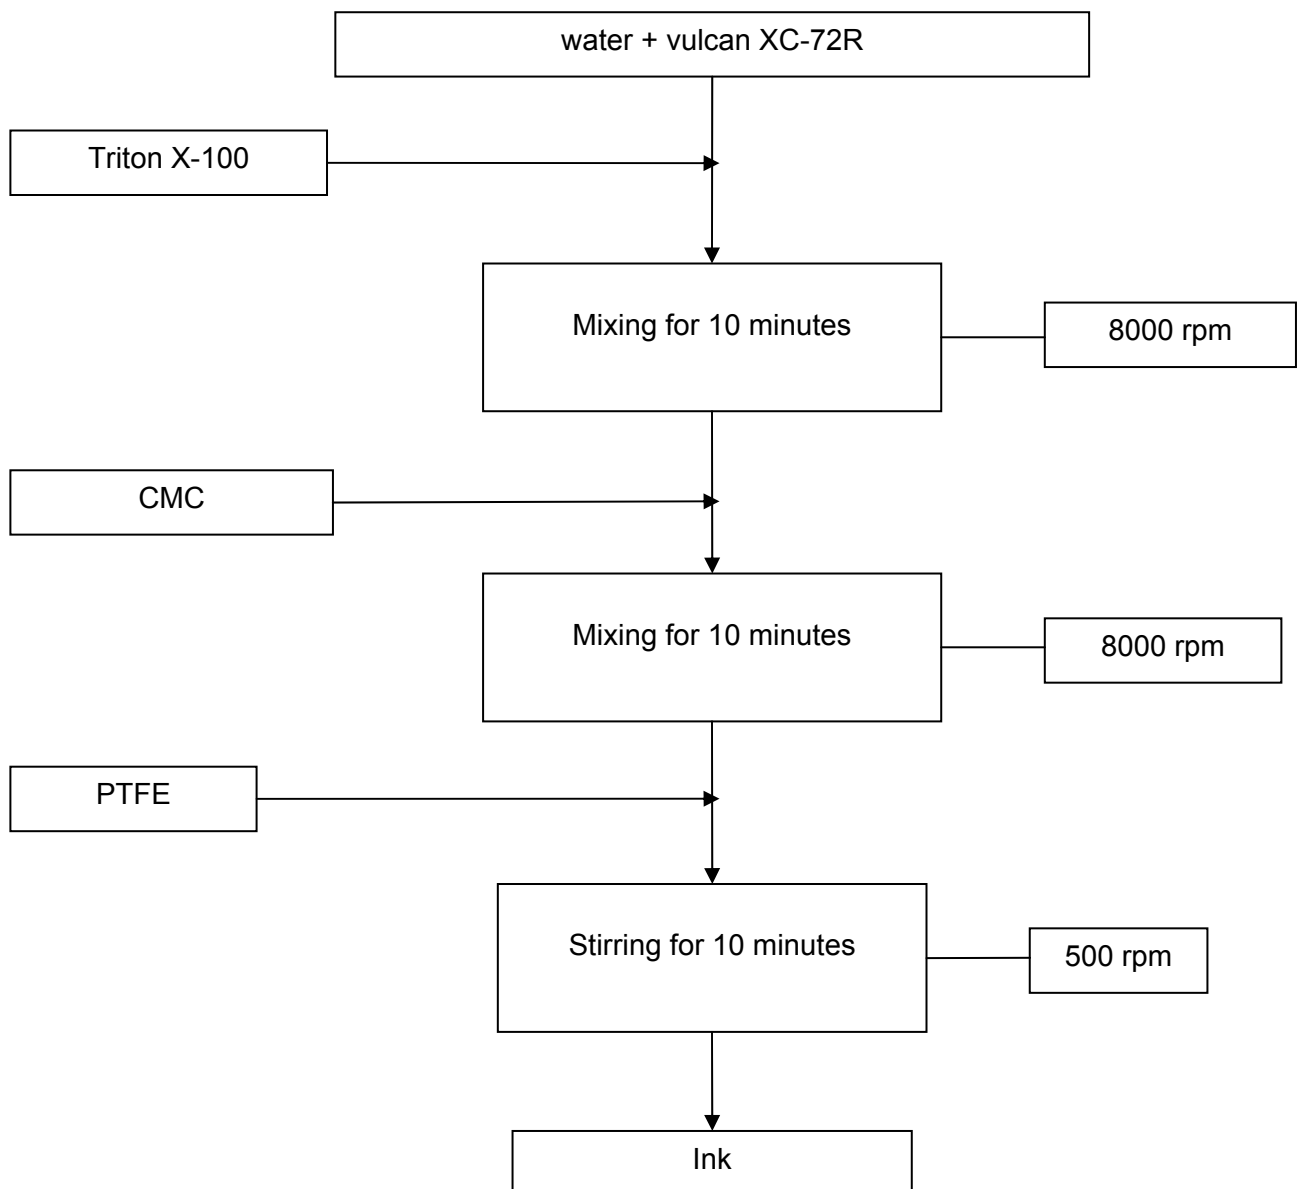 water + vulcan XC-72R
Triton X-100
Mixing for 10 minutes
8000 rpm
CMC
Mixing for 10 minutes
8000 rpm
PTFE
Stirring for 10 minutes
500 rpm
Ink